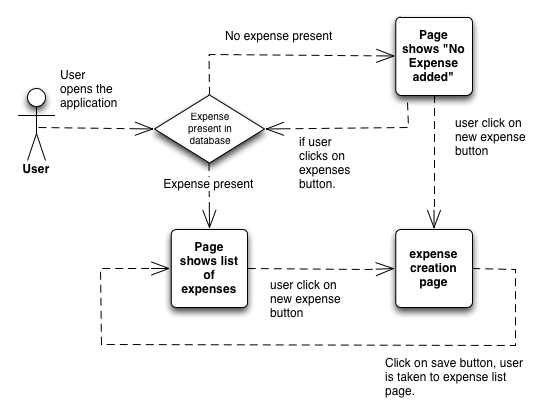 No expense present
Page
shows "No
Expense
added"
User
opens the
application
Expense
present in
database
user click on
new expense
button
if user
clicks on
expenses
button.
User
Expense present
Page
shows list
of
expenses
user click on
new expense
button
expense
creation
page
Click on save button, user
is taken to expense list
page.